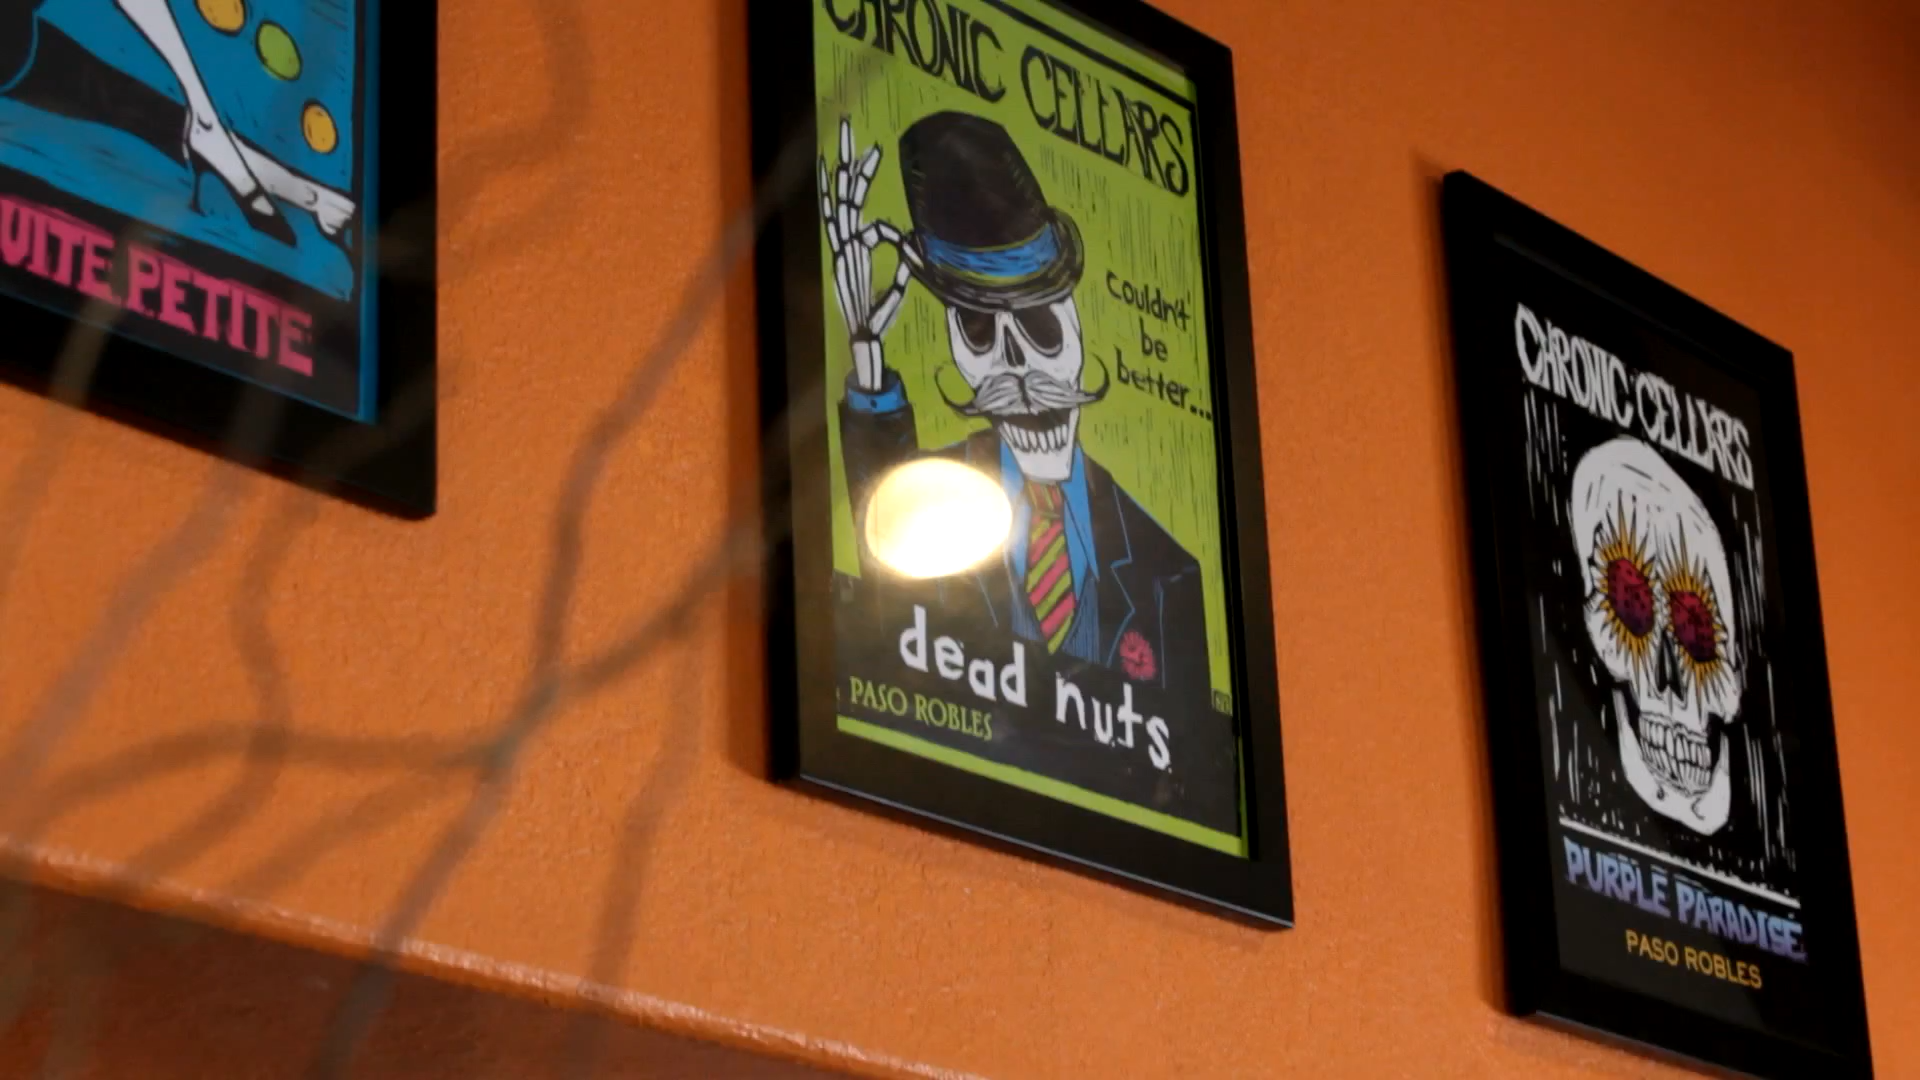 UITE PETITE
CHRONIC CELLARS
couldn't
be
better...
dead nuts
PASO ROBLES
CHRONIC CELLARS
PURPLE PARADISE
PASO ROBLES